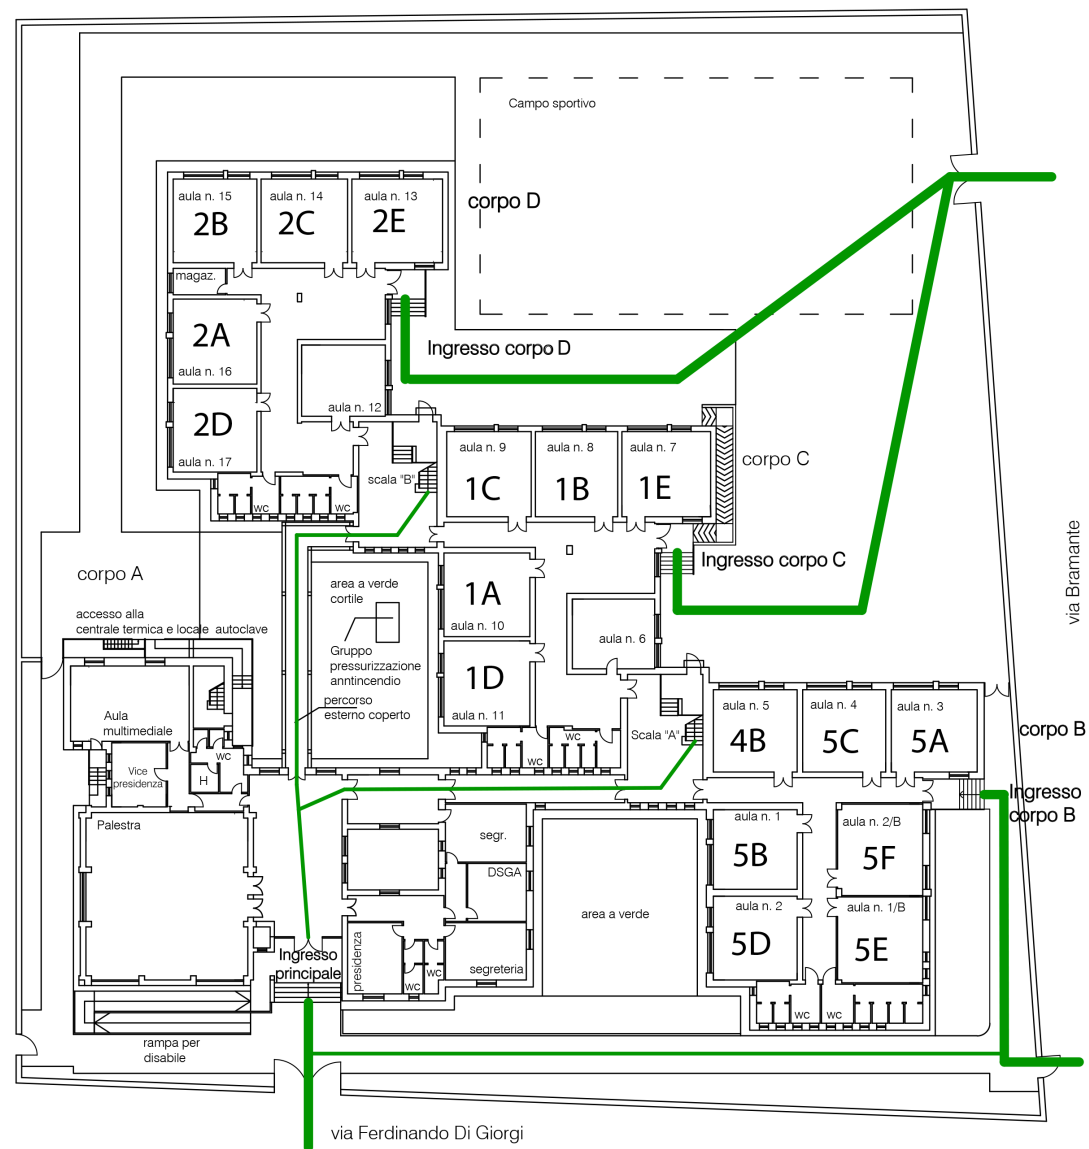 Campo sportivo
aula n. 15
2B
aula n. 14
2C
aula n. 13
2E
corpo D
magaz.
2A
aula n. 16
Ingresso corpo D
aula n. 12
2D
aula n. 17
scala "B"
wc
wc
aula n. 9
1C
aula n. 8
1B
aula n. 7
1E
corpo C
Ingresso corpo C
via Bramante
corpo A
area a verde
cortile
1A
aula n. 10
accesso alla
centrale termica e locale autoclave
Gruppo
pressurizzazione
anntincendio
aula n. 6
1D
aula n. 11
percorso
esterno coperto
Aula
multimediale
Scala "A"
wc
wc
aula n. 5
4B
aula n. 4
5C
aula n. 3
5A
corpo B
Vice
presidenza
wc
H
Ingresso
corpo B
Palestra
segr.
DSGA
aula n. 1
5B
aula n. 2/B
5F
area a verde
aula n. 2
5D
aula n. 1/B
5E
Ingresso
principale
presidenza
wc
wc
segreteria
wc
wc
rampa per
disabile
via Ferdinando Di Giorgi